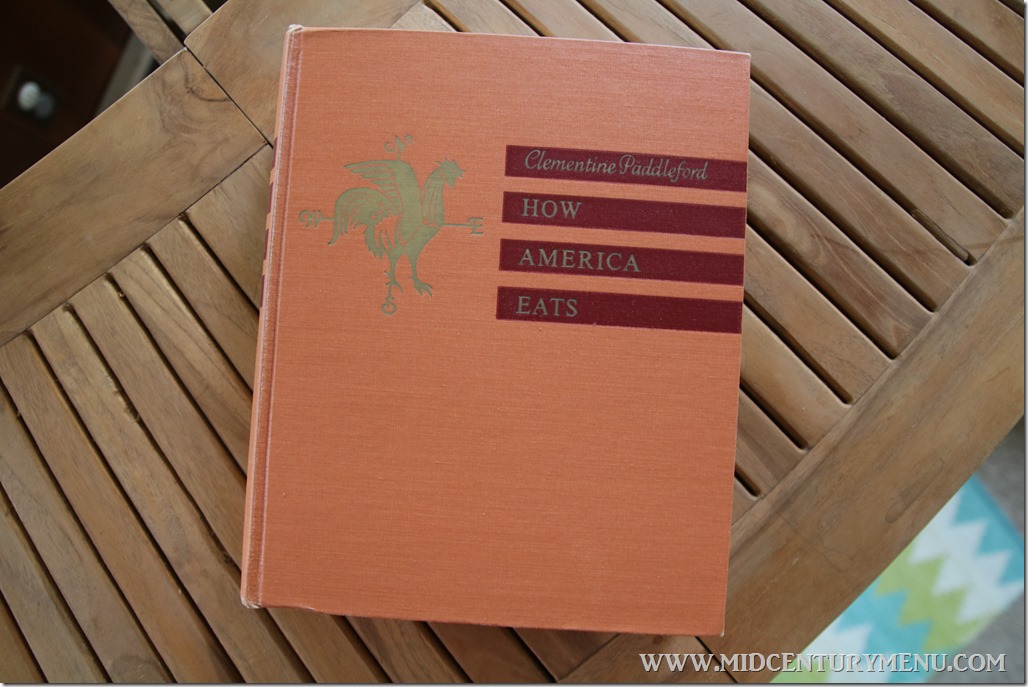 Clementine Paddleford
HOW
AMERICA
EATS
WWW.MIDCENTURYMENU.COM